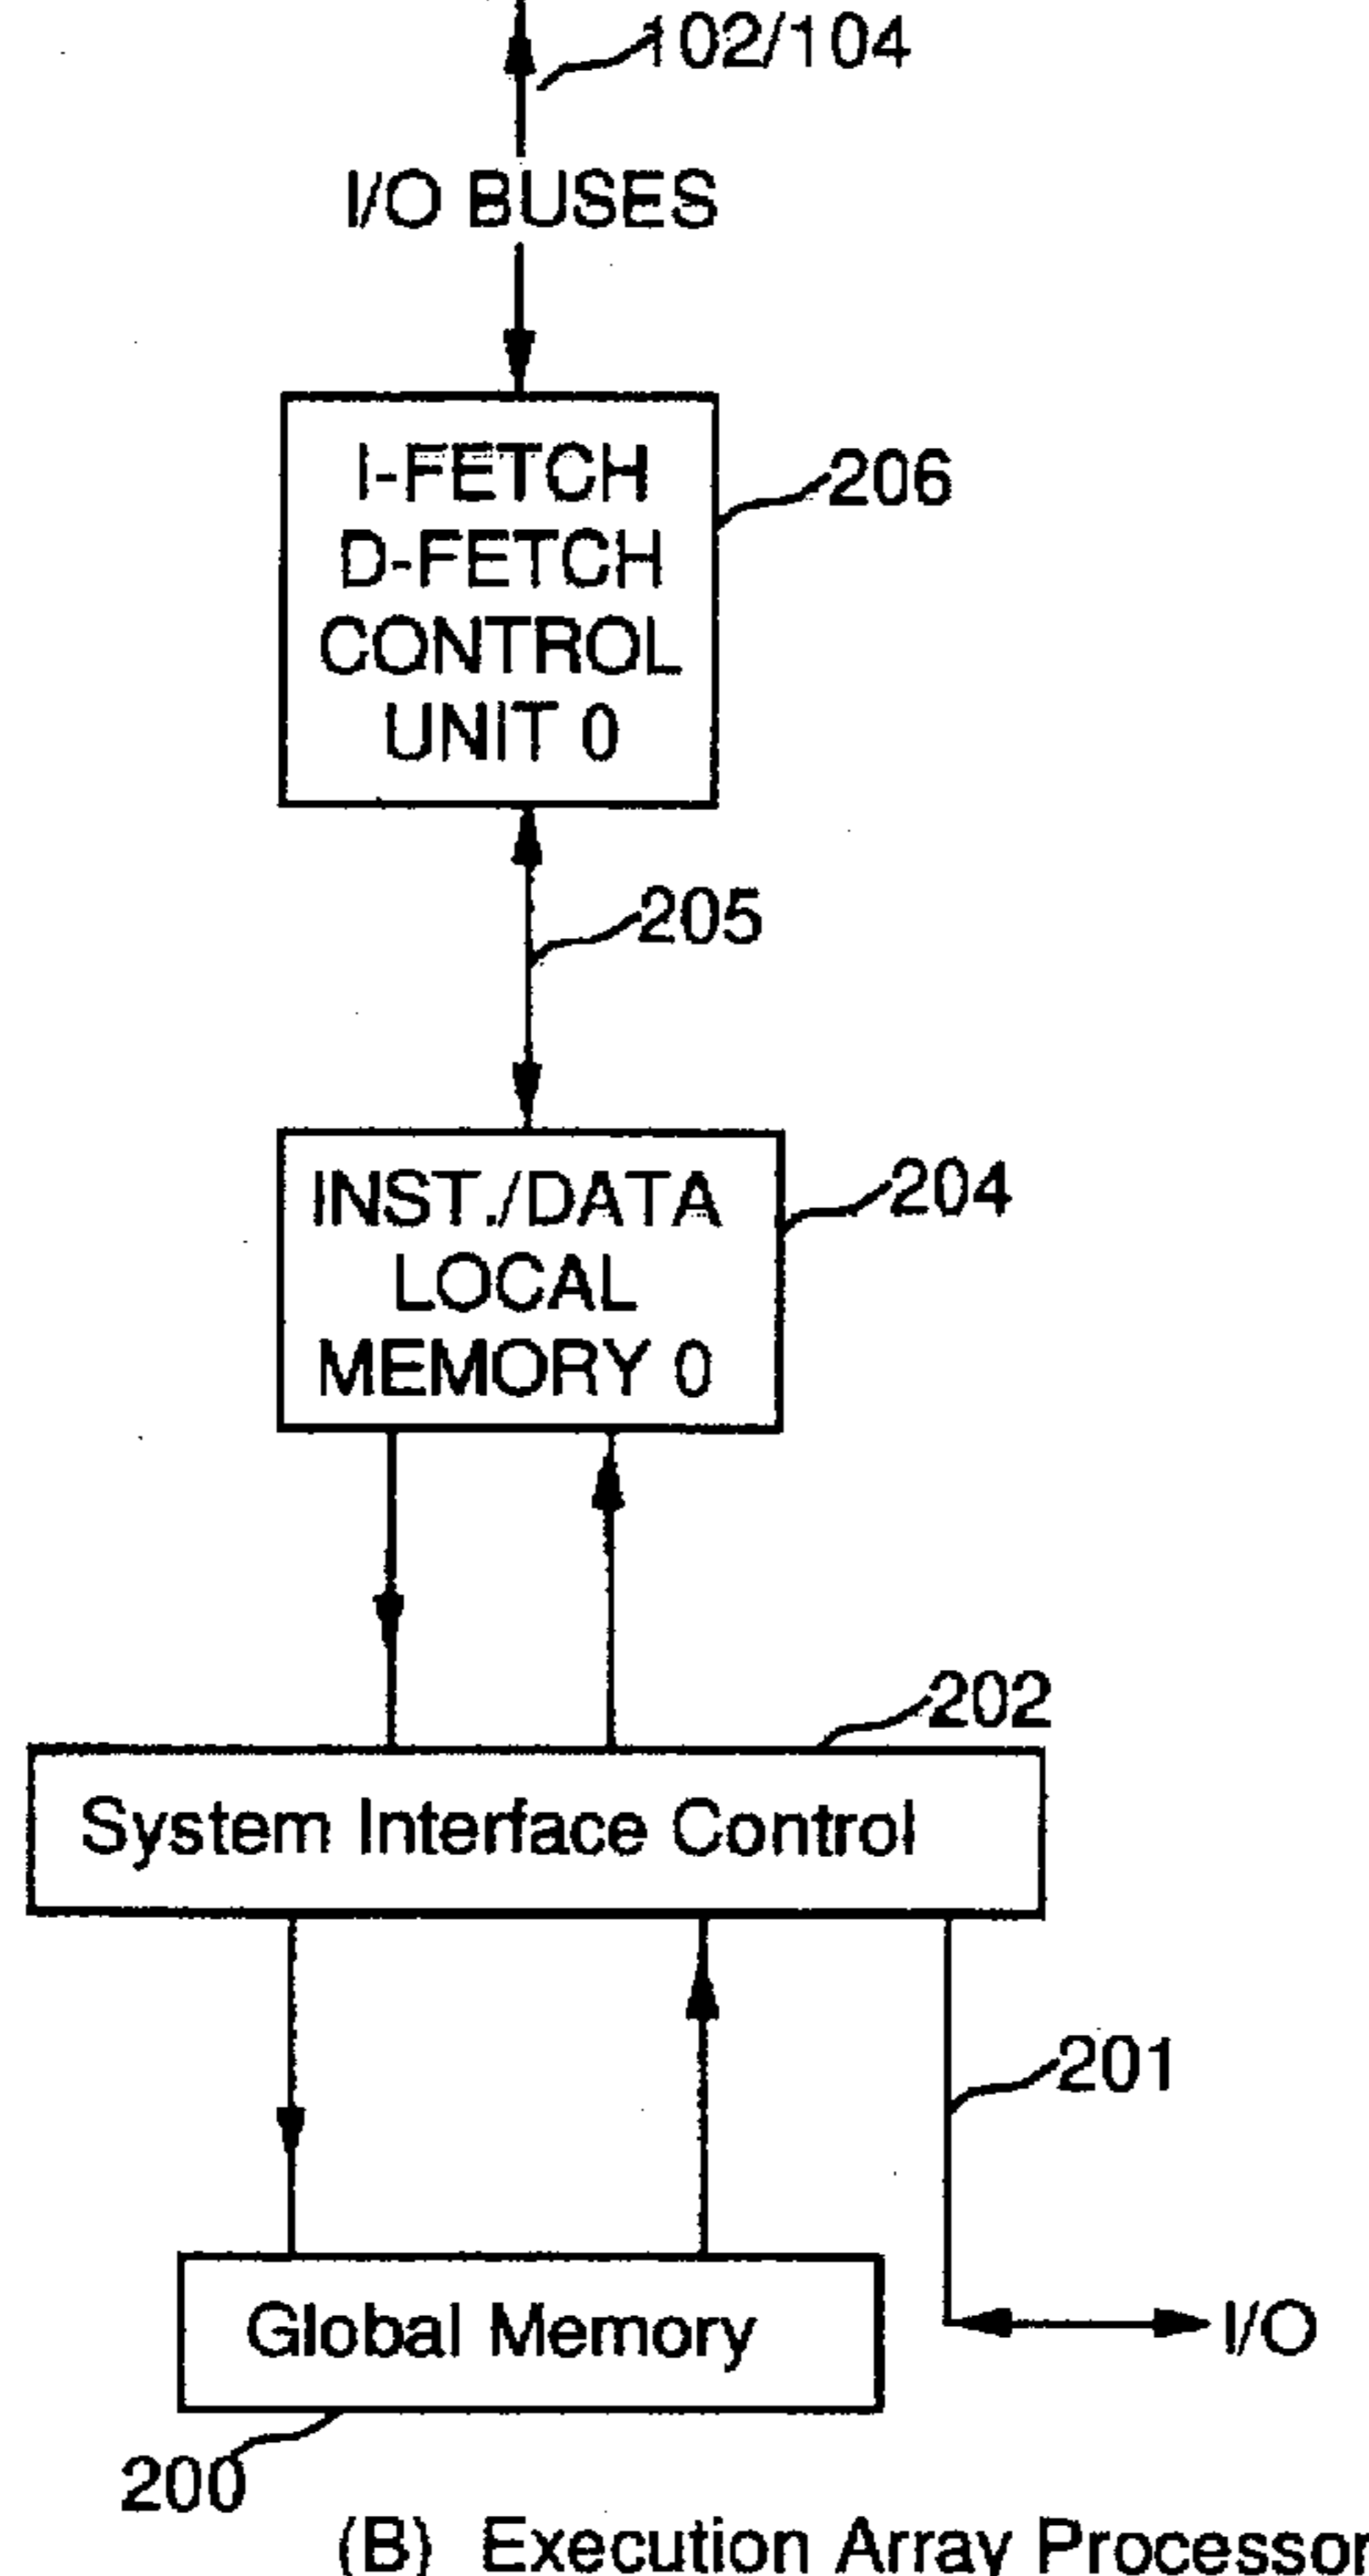 102/104
I/O BUSES
I-FETCH
D-FETCH
CONTROL
UNIT 0
206
205
INST./DATA
LOCAL
MEMORY 0
204
202
System Interface Control
201
Global Memory
I/O
200
(B) Execution Array Processor